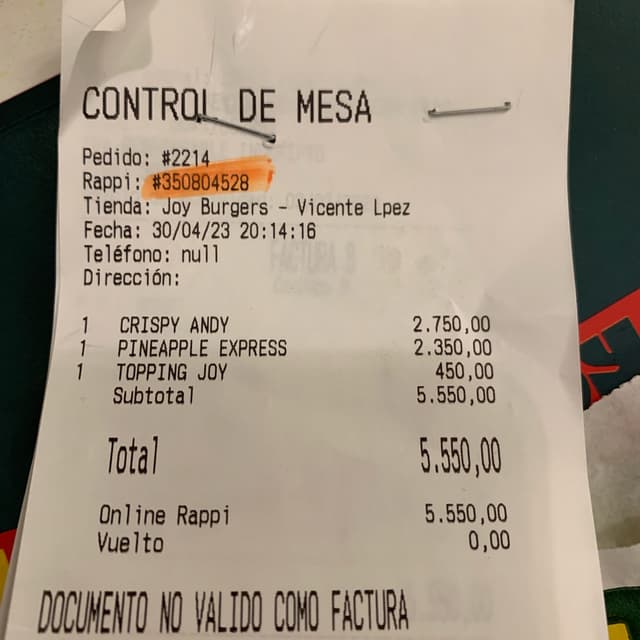 CONTROL DE MESA
Pedido: #2214
Rappi: #350804528
Tienda: Joy Burgers - Vicente Lpez
Fecha: 30/04/23 20:14:16
Teléfono: null
Dirección:
1 CRISPY ANDY 2.750,00
1 PINEAPPLE EXPRESS 2.350,00
1 TOPPING JOY 450,00
Subtotal 5.550,00
Total 5.550,00
Online Rappi 5.550,00
Vuelto 0,00
DOCUMENTO NO VALIDO COMO FACTURA